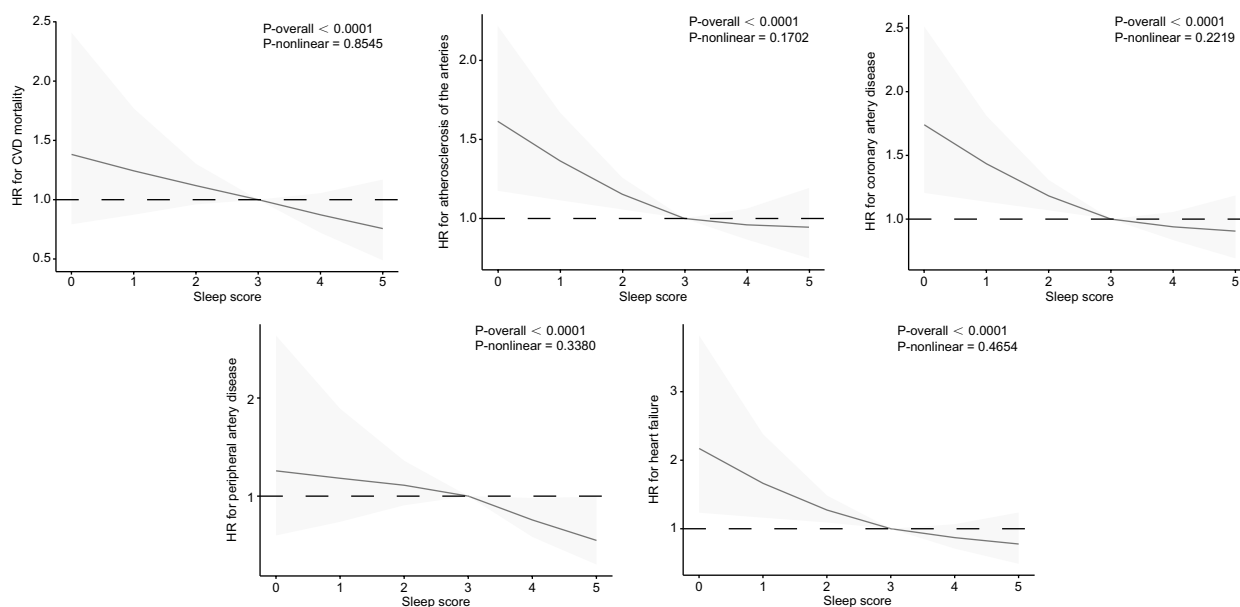 P-overall < 0.0001
P-nonlinear = 0.8545
HR for CVD mortality
2.5
2.0
1.5
1.0
0.5
0 1 2 3 4 5
Sleep score
P-overall < 0.0001
P-nonlinear = 0.1702
HR for atherosclerosis of the arteries
2.0
1.5
1.0
0 1 2 3 4 5
Sleep score
P-overall < 0.0001
P-nonlinear = 0.2219
HR for coronary artery disease
2.5
2.0
1.5
1.0
0 1 2 3 4 5
Sleep score
P-overall < 0.0001
P-nonlinear = 0.3380
HR for peripheral artery disease
2
1
0 1 2 3 4 5
Sleep score
P-overall < 0.0001
P-nonlinear = 0.4654
HR for heart failure
3
2
1
0 1 2 3 4 5
Sleep score